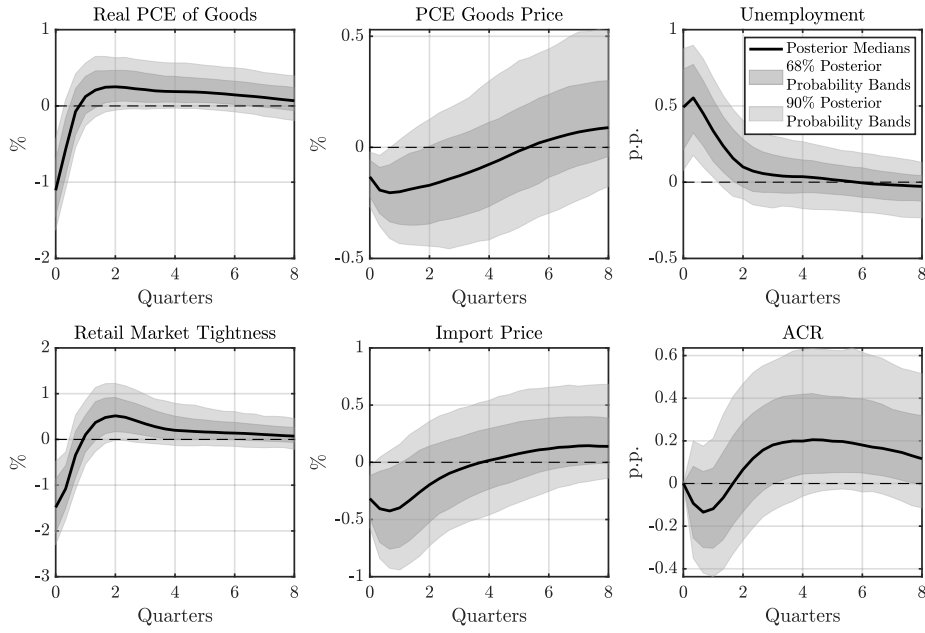 Real PCE of Goods
1
0
-1
-2
%
0 2 4 6 8
Quarters
PCE Goods Price
0.5
0
-0.5
%
0 2 4 6 8
Quarters
Unemployment
1
0.5
0
-0.5
p.p.
Posterior Medians
68% Posterior
Probability Bands
90% Posterior
Probability Bands
0 2 4 6 8
Quarters
Retail Market Tightness
2
1
0
-1
-2
-3
%
0 2 4 6 8
Quarters
Import Price
1
0.5
0
-0.5
-1
%
0 2 4 6 8
Quarters
ACR
0.6
0.4
0.2
0
-0.2
-0.4
p.p.
0 2 4 6 8
Quarters